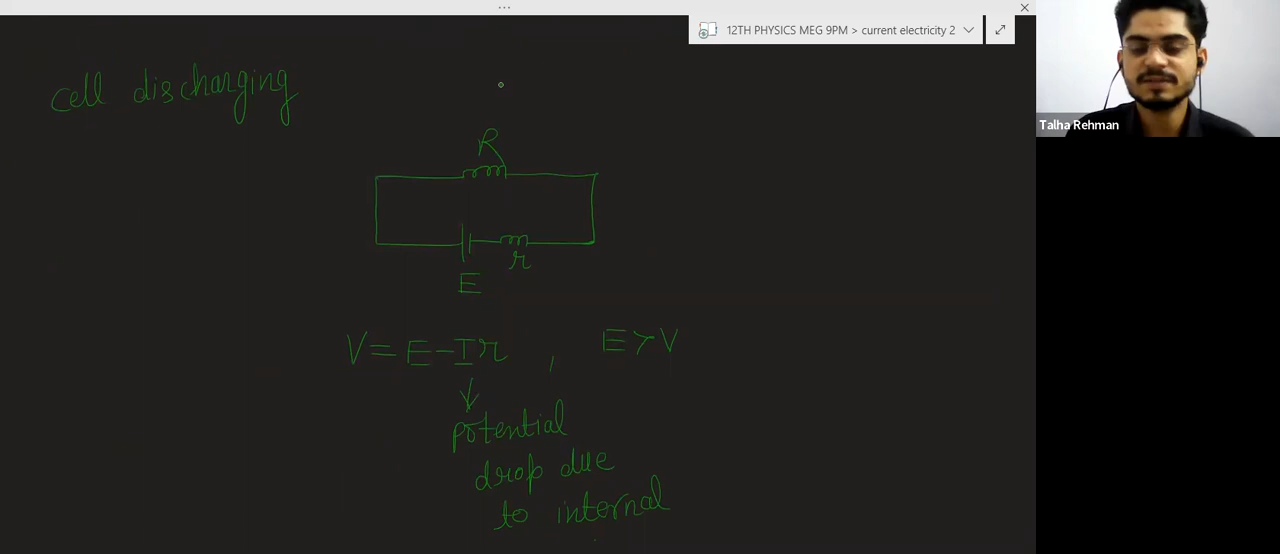 12TH PHYSICS MEG 9PM > current electricity 2
Talha Rehman
cell discharging
R
r
E
V = E - Ir , E > V
↓
potential
drop due
to internal